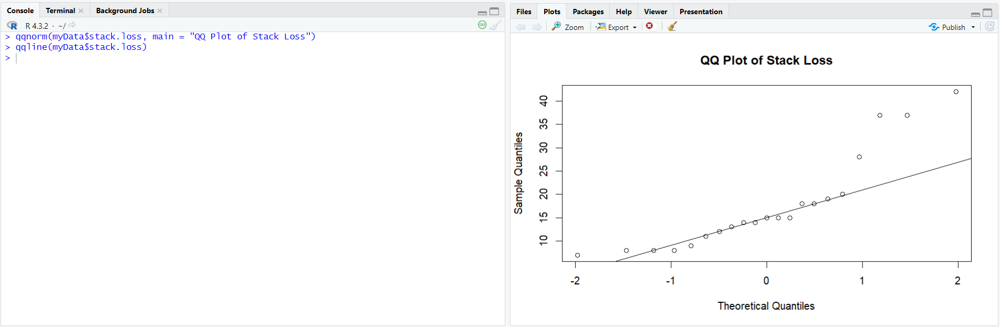 Console Terminal Background Jobs
R R 4.3.2 · ~/
> qqnorm(myData$stack.loss, main = "QQ Plot of Stack Loss")
> qqline(myData$stack.loss)
>
Files Plots Packages Help Viewer Presentation
Zoom Export Publish
QQ Plot of Stack Loss
Sample Quantiles
40
35
30
25
20
15
10
-2 -1 0 1 2
Theoretical Quantiles